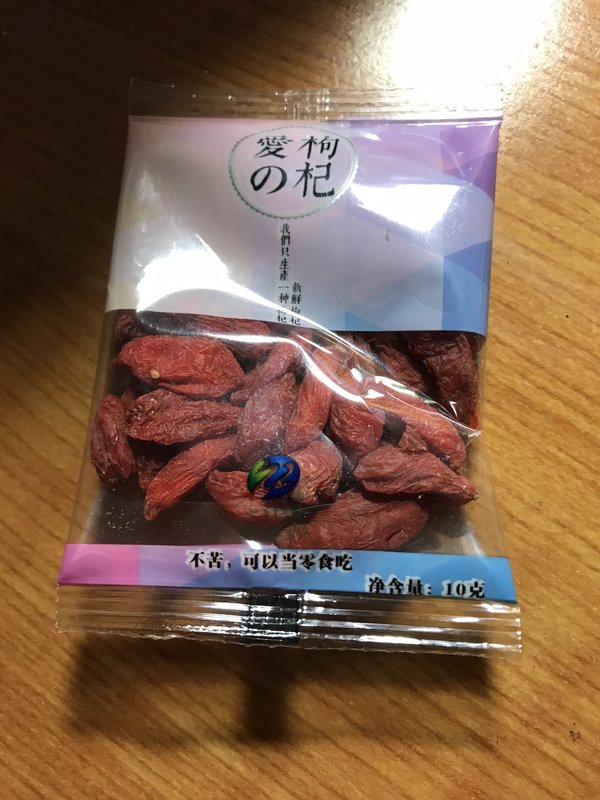 枸杞
愛の
我們只生產一种枸杞
新鮮枸杞
不苦，可以当零食吃
净含量：10克